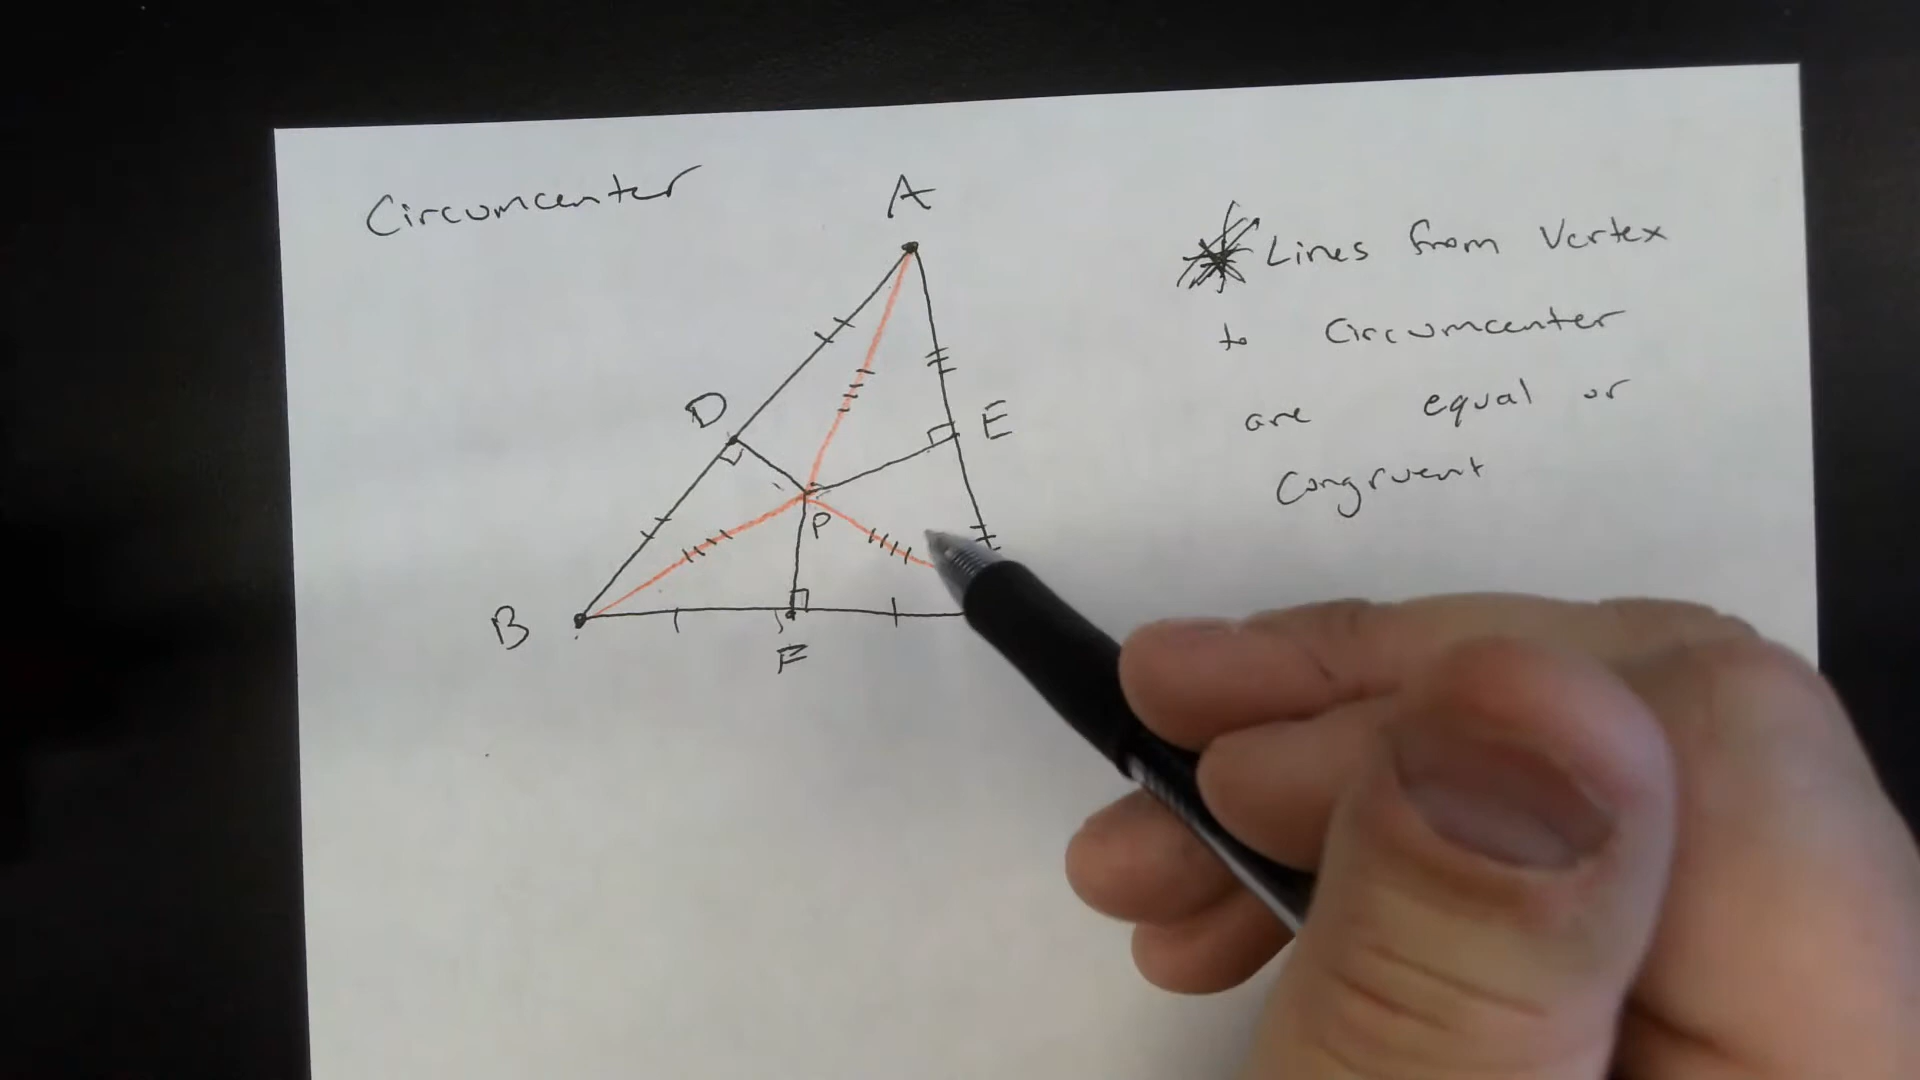 Circumcenter
A
* Lines from Vertex
to Circumcenter
are equal or
Congruent
D
E
P
B
F